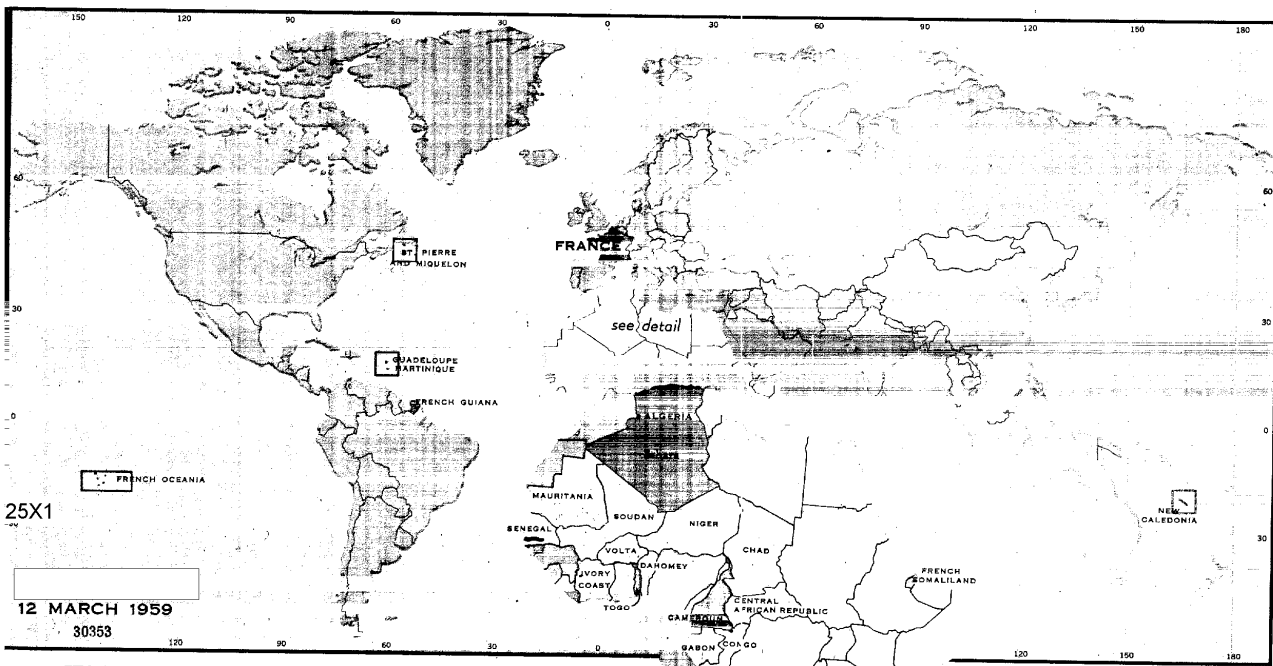 150 120 90 60 30 0 30 60 90 120 150 180
60
60
FRANCE
ST PIERRE
AND MIQUELON
30
30
see detail
GUADELOUPE
MARTINIQUE
FRENCH GUIANA
0
0
ALGERIA
FRENCH OCEANIA
MAURITANIA
25X1
NEW
CALEDONIA
SOUDAN
SENEGAL
NIGER
30
30
VOLTA
CHAD
DAHOMEY
IVORY
COAST
FRENCH
SOMALILAND
TOGO
CENTRAL
AFRICAN REPUBLIC
12 MARCH 1959
CAMEROUN
30353
GABON
CONGO
120 90 60 30 0 120 150 180